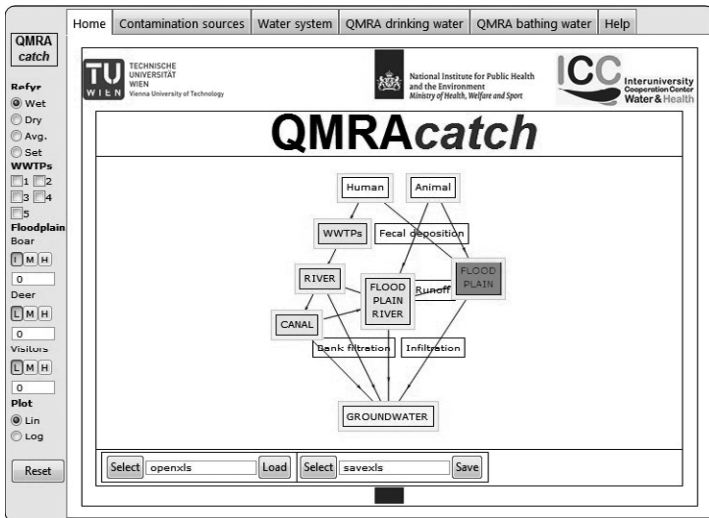 Home Contamination sources Water system QMRA drinking water QMRA bathing water Help
QMRA
catch
Refyr
Wet
Dry
Avg.
Set
WWTPs
1 2
3 4
5
Floodplain
Boar
L M H
0
Deer
L M H
0
Visitors
L M H
0
Plot
Lin
Log
Reset
TU
WIEN
TECHNISCHE
UNIVERSITÄT
WIEN
Vienna University of Technology
National Institute for Public Health
and the Environment
Ministry of Health, Welfare and Sport
ICC
Interuniversity
Cooperation Center
Water & Health
QMRAcatch
Human Animal
WWTPs Fecal deposition
RIVER
FLOOD
PLAIN
RIVER
Runoff
FLOOD
PLAIN
CANAL
Bank filtration Infiltration
GROUNDWATER
Select openxls Load Select savexls Save